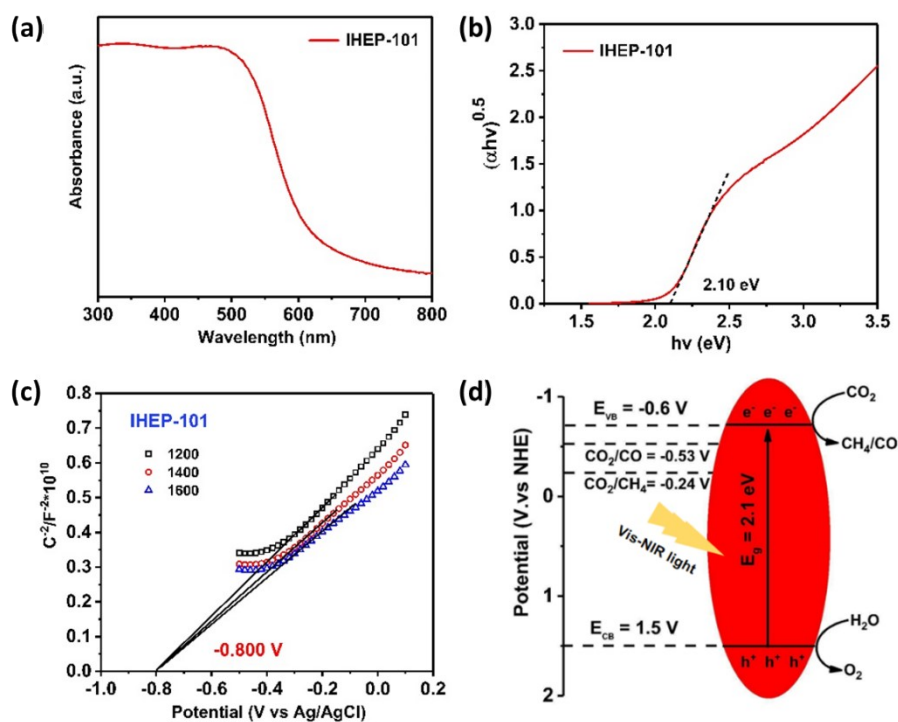 (a)
IHEP-101
Absorbance (a.u.)
300 400 500 600 700 800
Wavelength (nm)
(b)
IHEP-101
(αhv)^0.5
3.0
2.5
2.0
1.5
1.0
0.5
0.0
2.10 eV
1.5 2.0 2.5 3.0 3.5
hv (eV)
(c)
IHEP-101
1200
1400
1600
C⁻²/F⁻²*10¹⁰
0.8
0.7
0.6
0.5
0.4
0.3
0.2
0.1
0.0
-0.800 V
-1.0 -0.8 -0.6 -0.4 -0.2 0.0 0.2
Potential (V vs Ag/AgCl)
(d)
Potential (V.vs NHE)
-1
0
1
2
E_VB = -0.6 V
CO₂/CO = -0.53 V
CO₂/CH₄= -0.24 V
Vis-NIR light
E_CB = 1.5 V
e⁻ e⁻ e⁻
E_g = 2.1 eV
h⁺ h⁺ h⁺
CO₂
CH₄/CO
H₂O
O₂